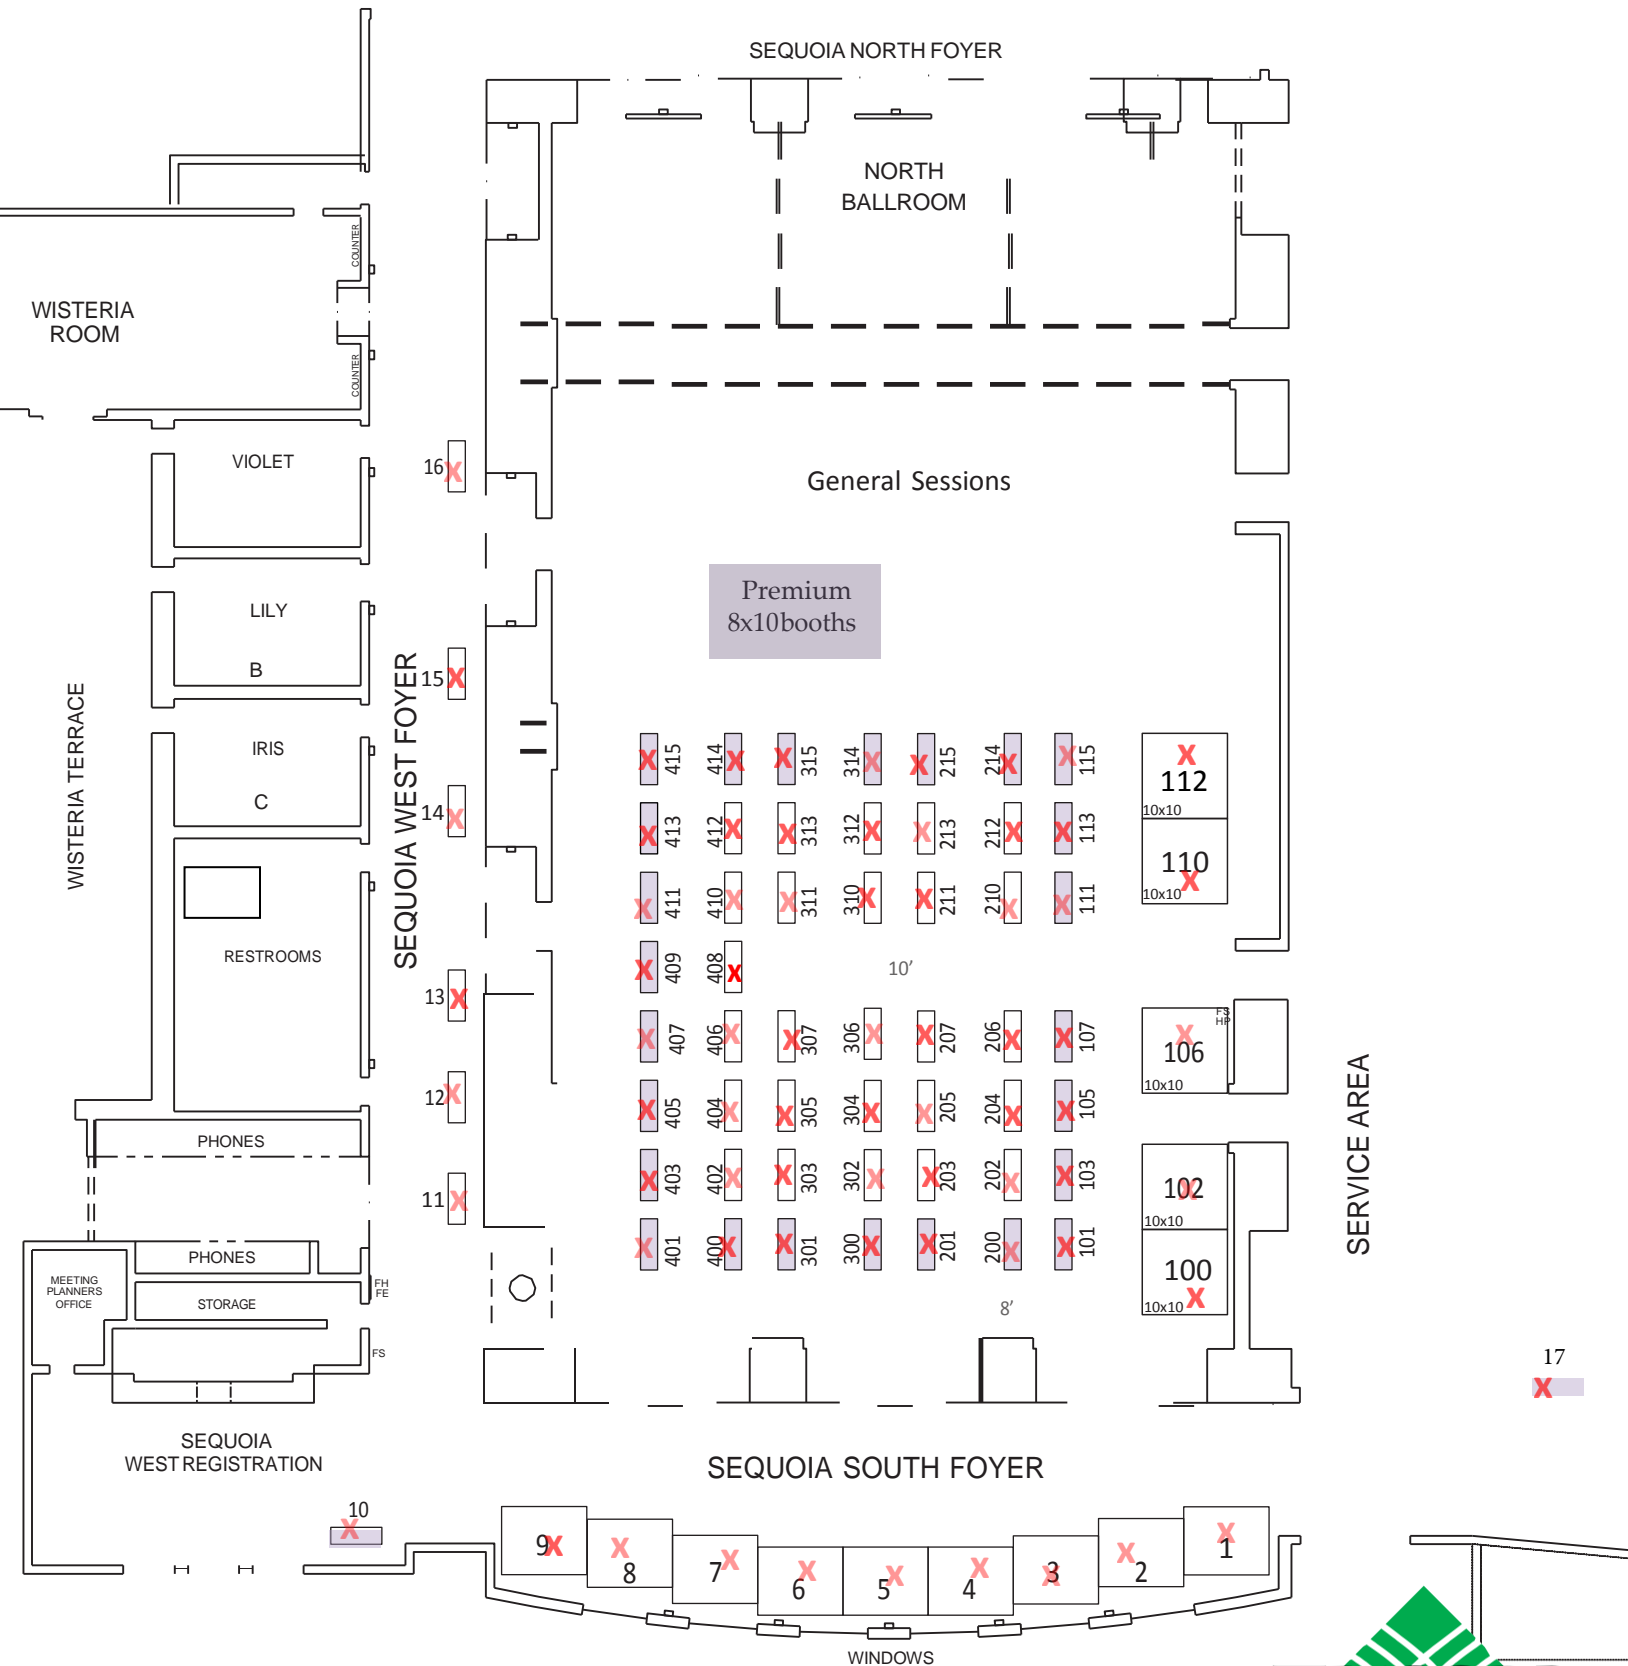 SEQUOIA NORTH FOYER
NORTH
BALLROOM
COUNTER
WISTERIA
ROOM
COUNTER
VIOLET
16
X
General Sessions
LILY
B
Premium
8x10 booths
15
X
WISTERIA TERRACE
SEQUOIA WEST FOYER
IRIS
C
14
X
X 415
414 X
X 315
314 X
X 215
214 X
X 115
X
112
10x10
X 413
412 X
X 313
312 X
X 213
212 X
X 113
110
X
10x10
X 411
410 X
X 311
310 X
X 211
210 X
X 111
RESTROOMS
X 409
408 X
10'
13
X
X 407
406 X
X 307
306 X
X 207
206 X
X 107
FS
HP
X
106
10x10
12
X
X 405
404 X
X 305
304 X
X 205
204 X
X 105
SERVICE AREA
PHONES
11
X
X 403
402 X
X 303
302 X
X 203
202 X
X 103
102
X
10x10
X 401
400 X
X 301
300 X
X 201
200 X
X 101
100
10x10 X
PHONES
MEETING
PLANNERS
OFFICE
FH
FE
STORAGE
8'
FS
17
X
SEQUOIA
WEST REGISTRATION
SEQUOIA SOUTH FOYER
10
X
9 X
X
8
7 X
X
6
5 X
X
4
3
X
X
2
X
1
WINDOWS